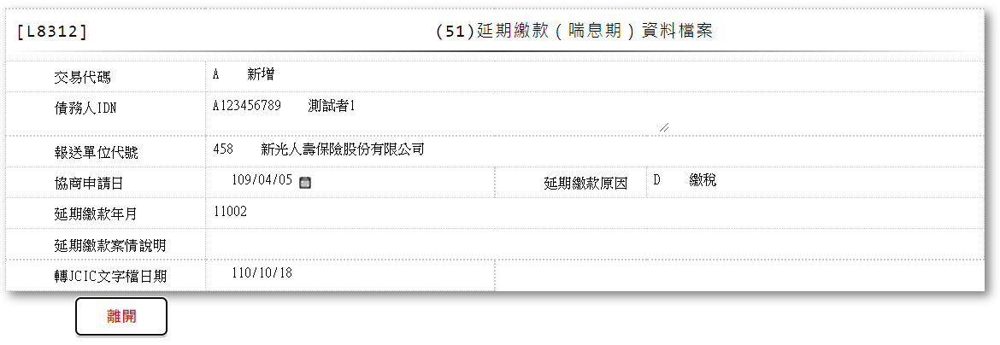 [L8312] (51)延期繳款（喘息期）資料檔案
交易代碼 A 新增
債務人IDN A123456789 測試者1
報送單位代號 458 新光人壽保險股份有限公司
協商申請日 109/04/05 延期繳款原因 D 繳稅
延期繳款年月 11002
延期繳款案情說明
轉JCIC文字檔日期 110/10/18
離開